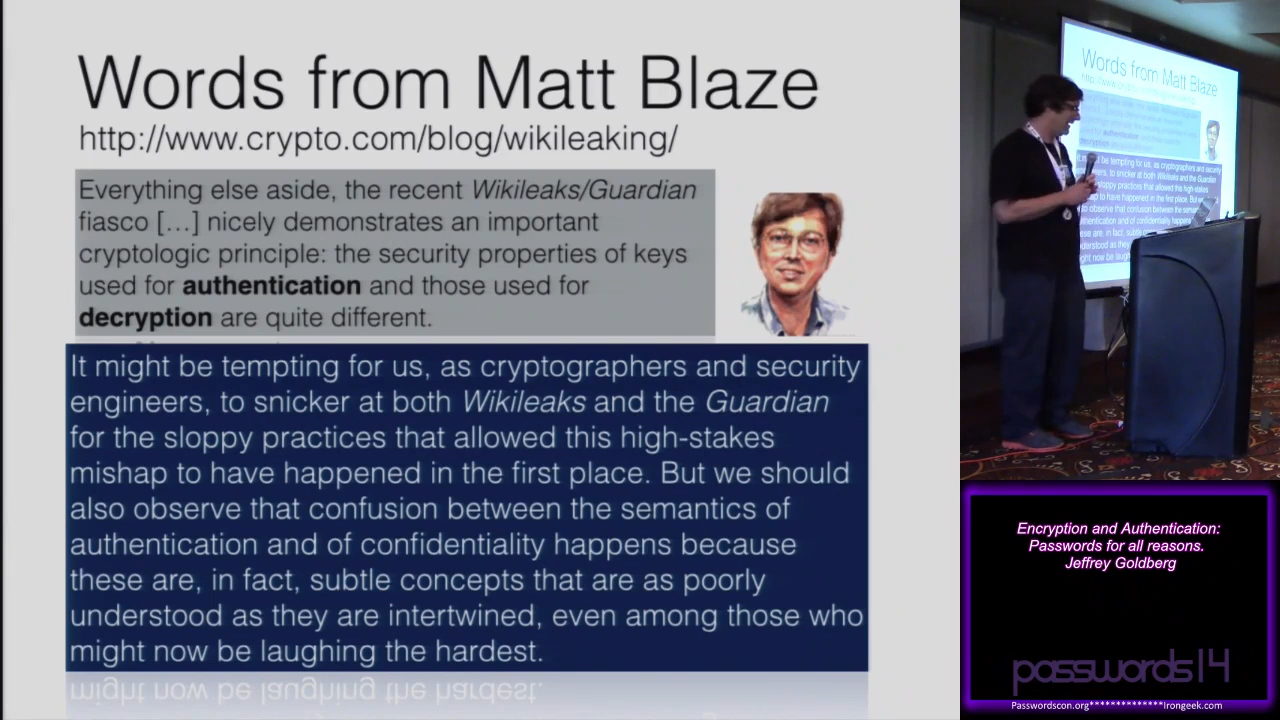 Words from Matt Blaze
http://www.crypto.com/blog/wikileaking/
Everything else aside, the recent Wikileaks/Guardian
fiasco […] nicely demonstrates an important
cryptologic principle: the security properties of keys
used for authentication and those used for
decryption are quite different.
It might be tempting for us, as cryptographers and security
engineers, to snicker at both Wikileaks and the Guardian
for the sloppy practices that allowed this high-stakes
mishap to have happened in the first place. But we should
also observe that confusion between the semantics of
authentication and of confidentiality happens because
these are, in fact, subtle concepts that are as poorly
understood as they are intertwined, even among those who
might now be laughing the hardest.
Words from Matt Blaze
Encryption and Authentication:
Passwords for all reasons.
Jeffrey Goldberg
passwords14
Passwordscon.org**************Irongeek.com